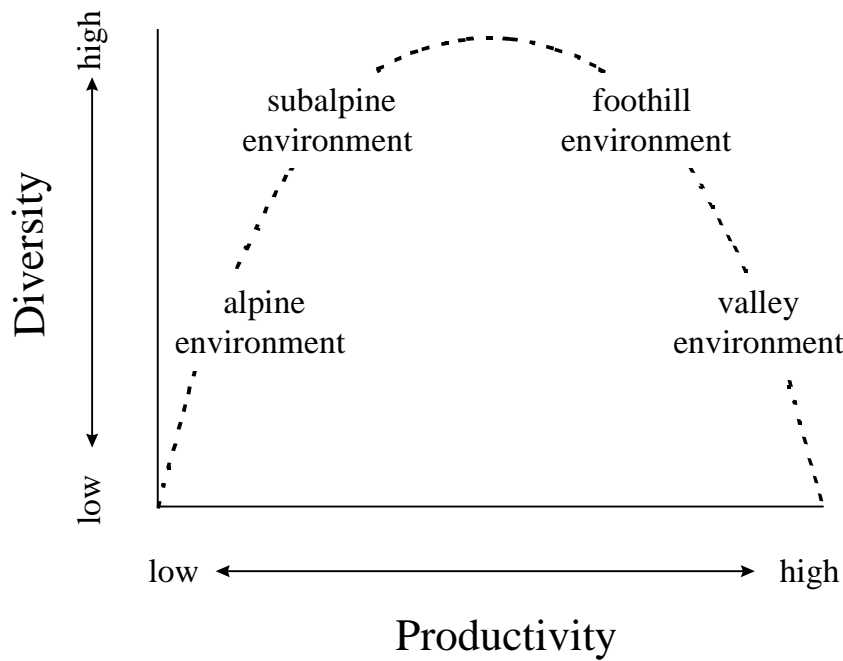 high
subalpine
environment
foothill
environment
Diversity
alpine
environment
valley
environment
low
low
high
Productivity